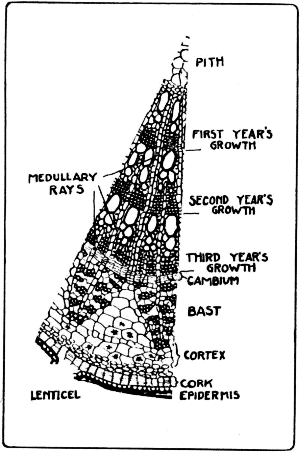 PITH
FIRST YEAR'S
GROWTH
MEDULLARY
RAYS
SECOND YEAR'S
GROWTH
THIRD YEAR'S
GROWTH
CAMBIUM
BAST
CORTEX
CORK
LENTICEL
EPIDERMIS